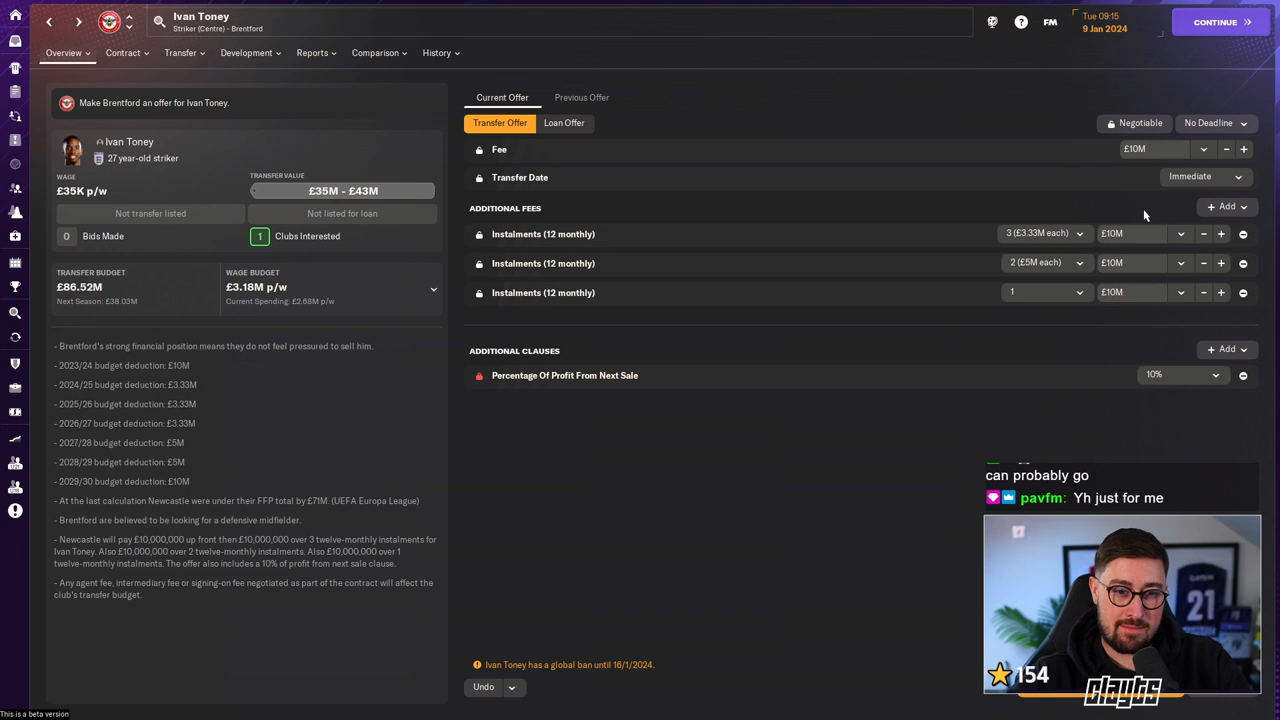 Ivan Toney
Striker (Centre) - Brentford
FM
Tue 09:15
9 Jan 2024
CONTINUE
Overview
Contract
Transfer
Development
Reports
Comparison
History
Make Brentford an offer for Ivan Toney.
Ivan Toney
27 year-old striker
WAGE
£35K p/w
TRANSFER VALUE
£35M - £43M
Not transfer listed
Not listed for loan
0 Bids Made
1 Clubs Interested
TRANSFER BUDGET
£86.52M
Next Season: £38.03M
WAGE BUDGET
£3.18M p/w
Current Spending: £2.68M p/w
- Brentford's strong financial position means they do not feel pressured to sell him.
- 2023/24 budget deduction: £10M
- 2024/25 budget deduction: £3.33M
- 2025/26 budget deduction: £3.33M
- 2026/27 budget deduction: £3.33M
- 2027/28 budget deduction: £5M
- 2028/29 budget deduction: £5M
- 2029/30 budget deduction: £10M
- At the last calculation Newcastle were under their FFP total by £71M. (UEFA Europa League)
- Brentford are believed to be looking for a defensive midfielder.
- Newcastle will pay £10,000,000 up front then £10,000,000 over 3 twelve-monthly instalments for
Ivan Toney. Also £10,000,000 over 2 twelve-monthly instalments. Also £10,000,000 over 1
twelve-monthly instalments. The offer also includes a 10% of profit from next sale clause.
- Any agent fee, intermediary fee or signing-on fee negotiated as part of the contract will affect the
club's transfer budget.
Current Offer
Previous Offer
Transfer Offer
Loan Offer
Negotiable
No Deadline
Fee
£10M
Transfer Date
Immediate
ADDITIONAL FEES
+ Add
Instalments (12 monthly)
3 (£3.33M each)
£10M
Instalments (12 monthly)
2 (£5M each)
£10M
Instalments (12 monthly)
1
£10M
ADDITIONAL CLAUSES
+ Add
Percentage Of Profit From Next Sale
10%
Ivan Toney has a global ban until 16/1/2024.
Undo
can probably go
pavfm: Yh just for me
154
clayts
This is a beta version